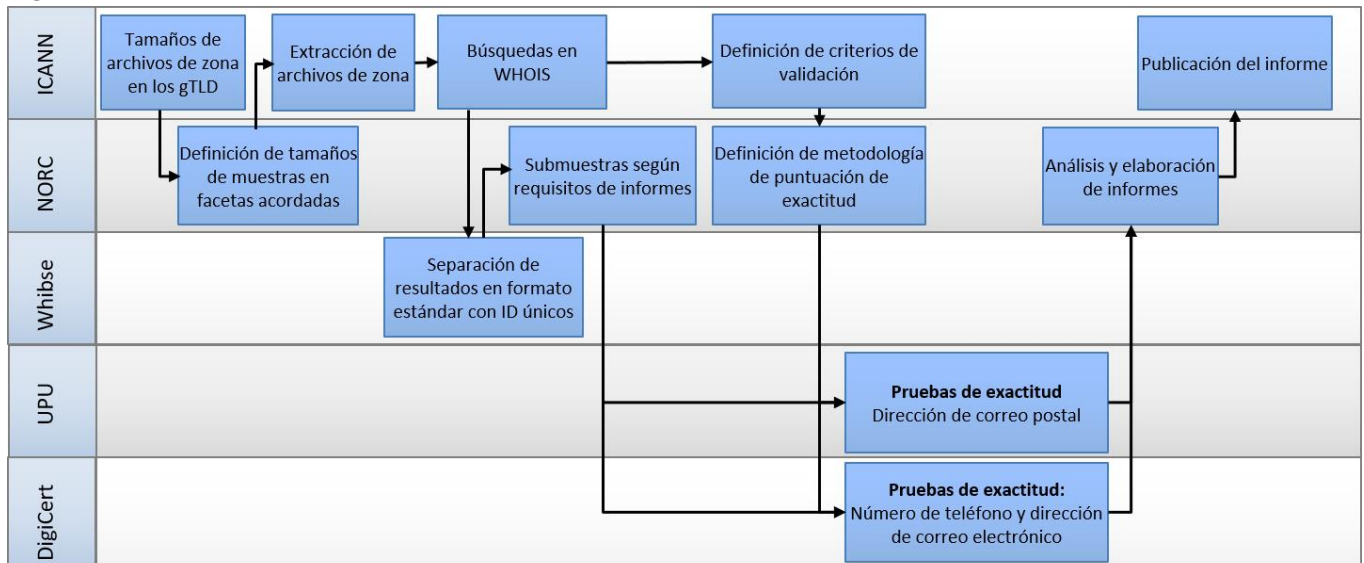 ICANN
Tamaños de
archivos de zona
en los gTLD
Extracción de
archivos de zona
Búsquedas en
WHOIS
Definición de criterios de
validación
Publicación del informe
NORC
Definición de tamaños
de muestras en
facetas acordadas
Submuestras según
requisitos de informes
Definición de metodología
de puntuación de
exactitud
Análisis y elaboración
de informes
Whibse
Separación de
resultados en formato
estándar con ID únicos
UPU
Pruebas de exactitud
Dirección de correo postal
DigiCert
Pruebas de exactitud:
Número de teléfono y dirección
de correo electrónico